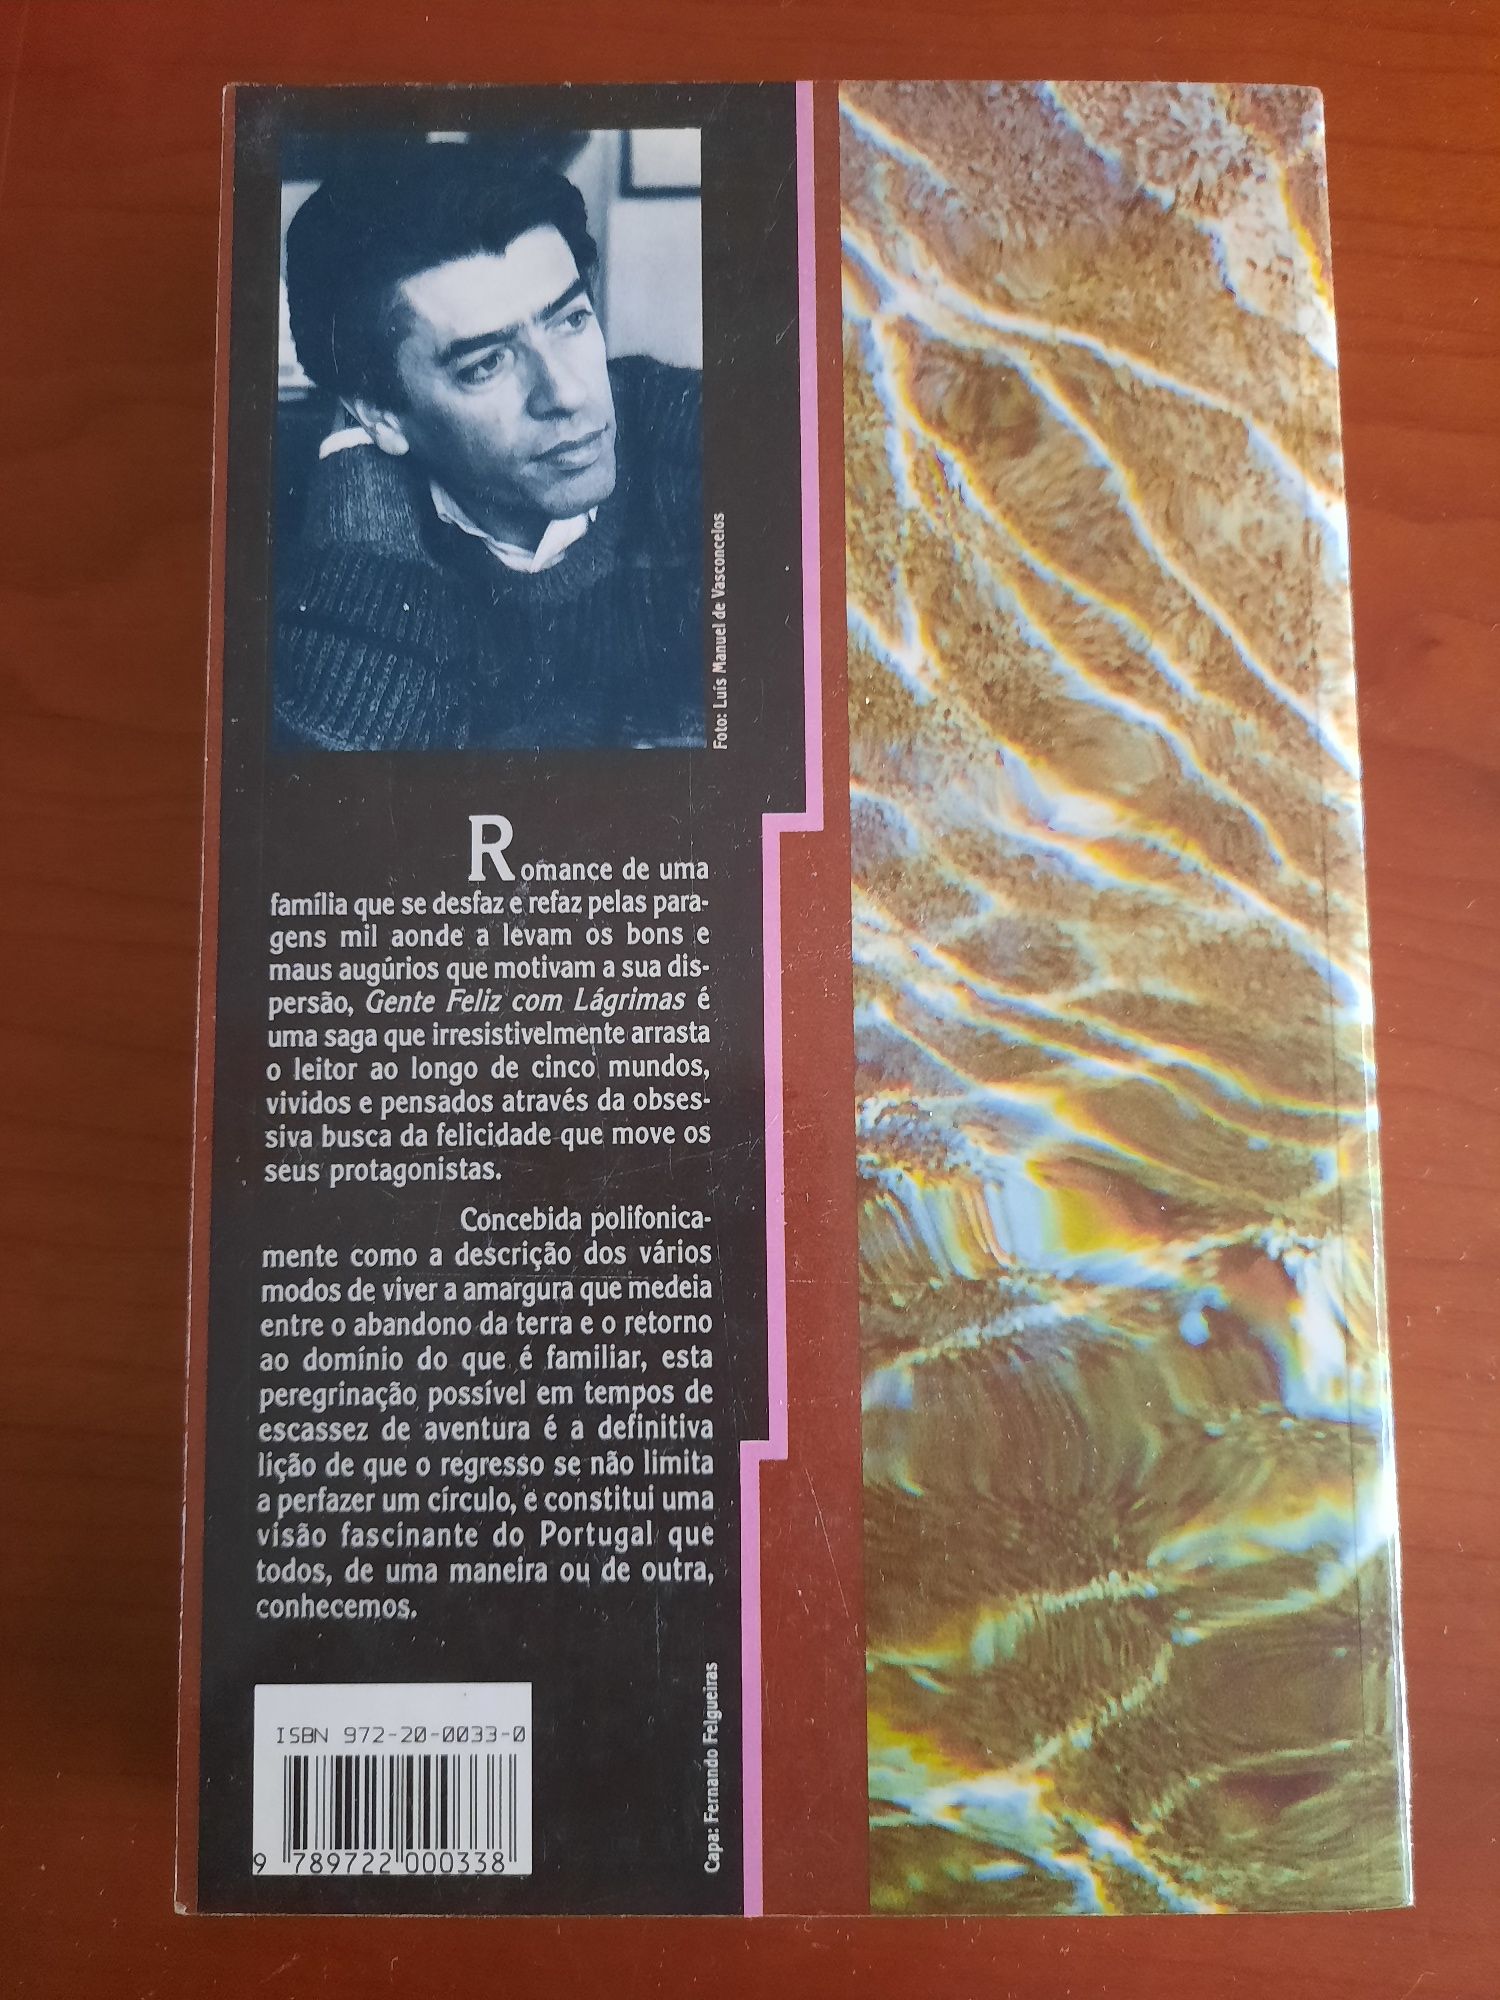 Foto: Luís Manuel de Vasconcelos
Romance de uma
família que se desfaz e refaz pelas para-
gens mil aonde a levam os bons e
maus augúrios que motivam a sua dis-
persão, Gente Feliz com Lágrimas é
uma saga que irresistivelmente arrasta
o leitor ao longo de cinco mundos,
vividos e pensados através da obses-
siva busca da felicidade que move os
seus protagonistas.
Concebida polifonica-
mente como a descrição dos vários
modos de viver a amargura que medeia
entre o abandono da terra e o retorno
ao domínio do que é familiar, esta
peregrinação possível em tempos de
escassez de aventura é a definitiva
lição de que o regresso se não limita
a perfazer um círculo, e constitui uma
visão fascinante do Portugal que
todos, de uma maneira ou de outra,
conhecemos.
Capa: Fernando Felgueiras
ISBN 972-20-0033-0
9 789722 000338